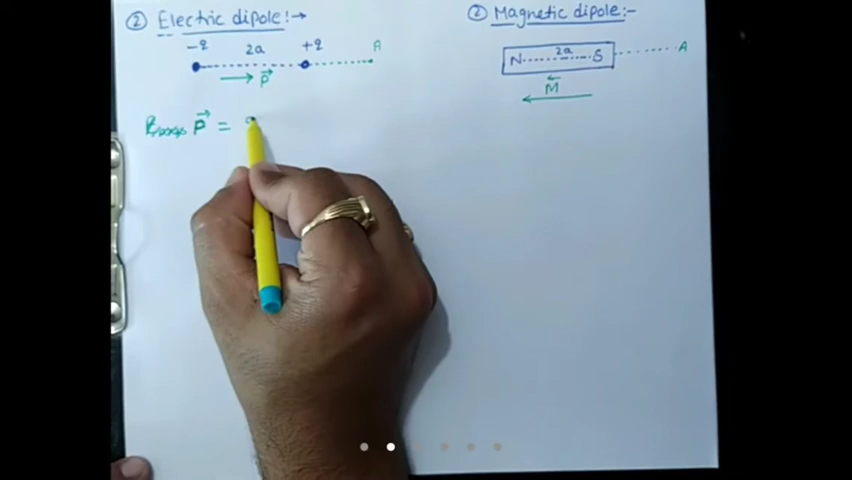 ② Electric dipole!→
-q 2a +q A
→ P
P =
② Magnetic dipole:-
N 2a S A
M